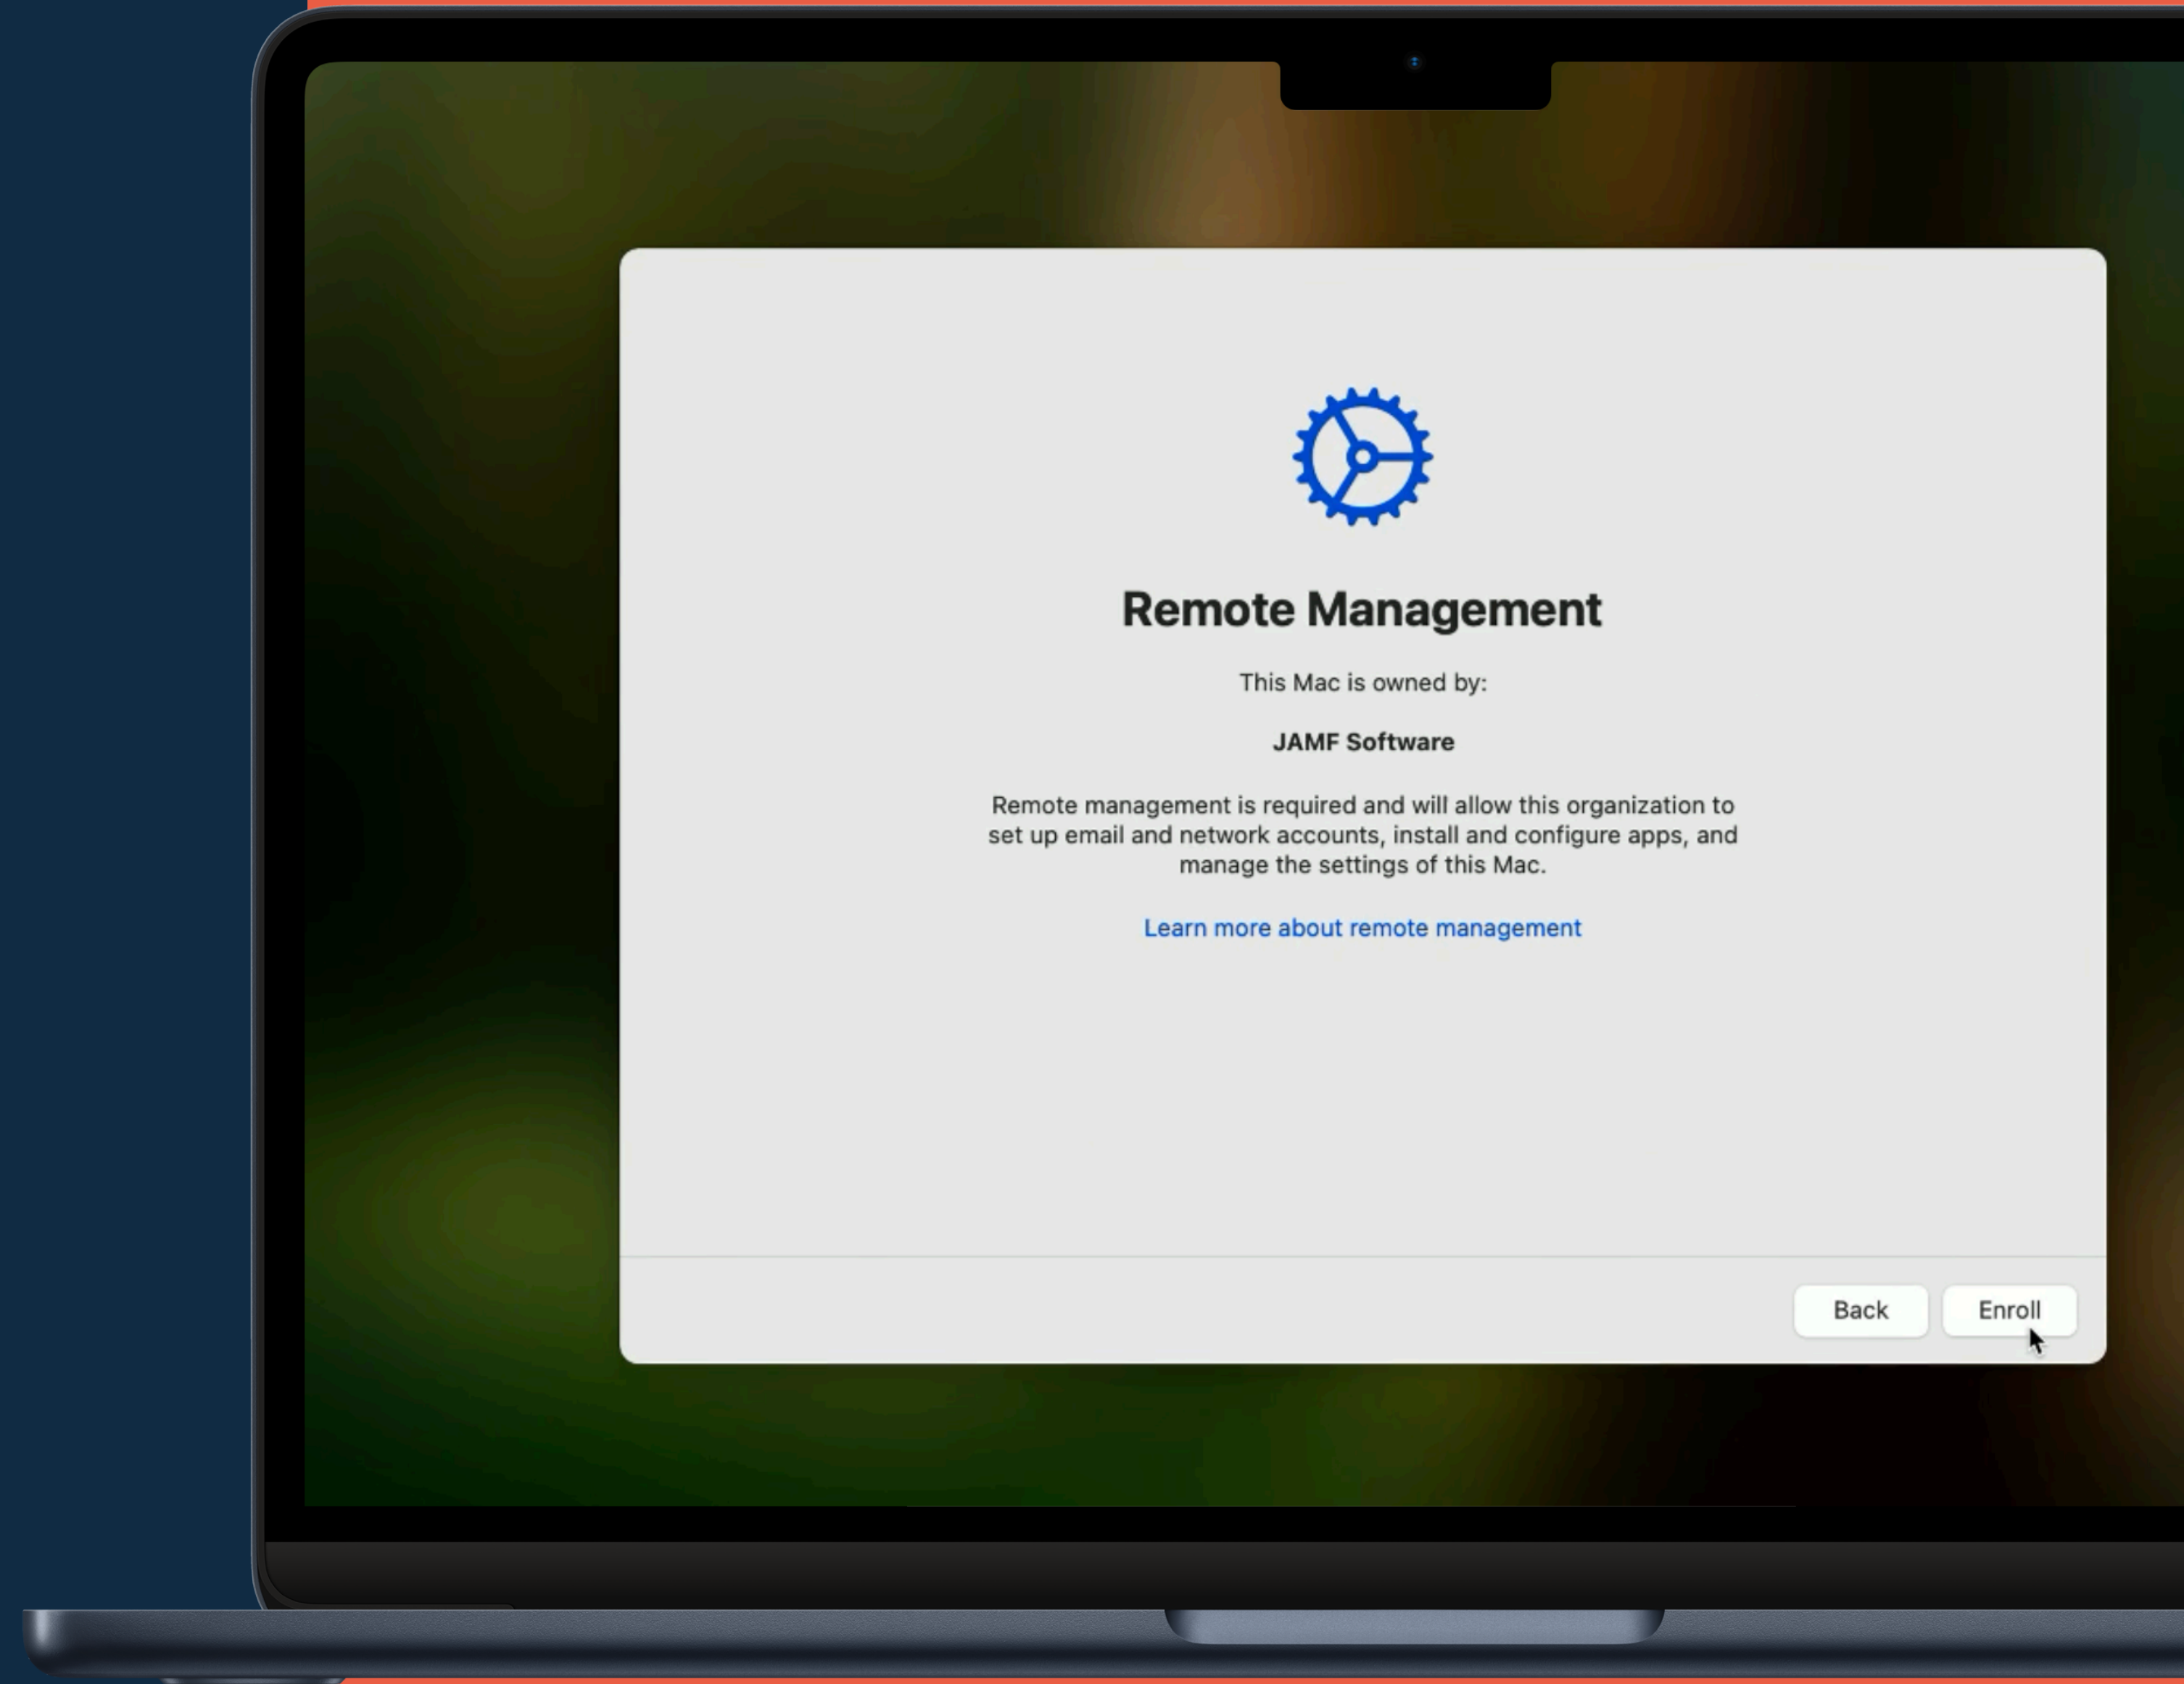 Remote Management
This Mac is owned by:
JAMF Software
Remote management is required and will allow this organization to
set up email and network accounts, install and configure apps, and
manage the settings of this Mac.
Learn more about remote management
Back
Enroll